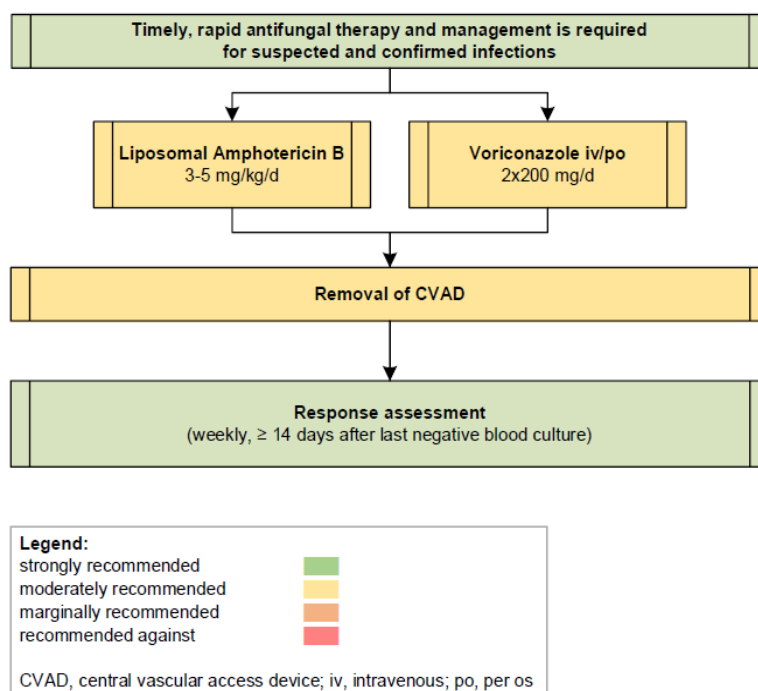 Timely, rapid antifungal therapy and management is required
for suspected and confirmed infections
Liposomal Amphotericin B
3-5 mg/kg/d
Voriconazole iv/po
2x200 mg/d
Removal of CVAD
Response assessment
(weekly, ≥ 14 days after last negative blood culture)
Legend:
strongly recommended
moderately recommended
marginally recommended
recommended against
CVAD, central vascular access device; iv, intravenous; po, per os